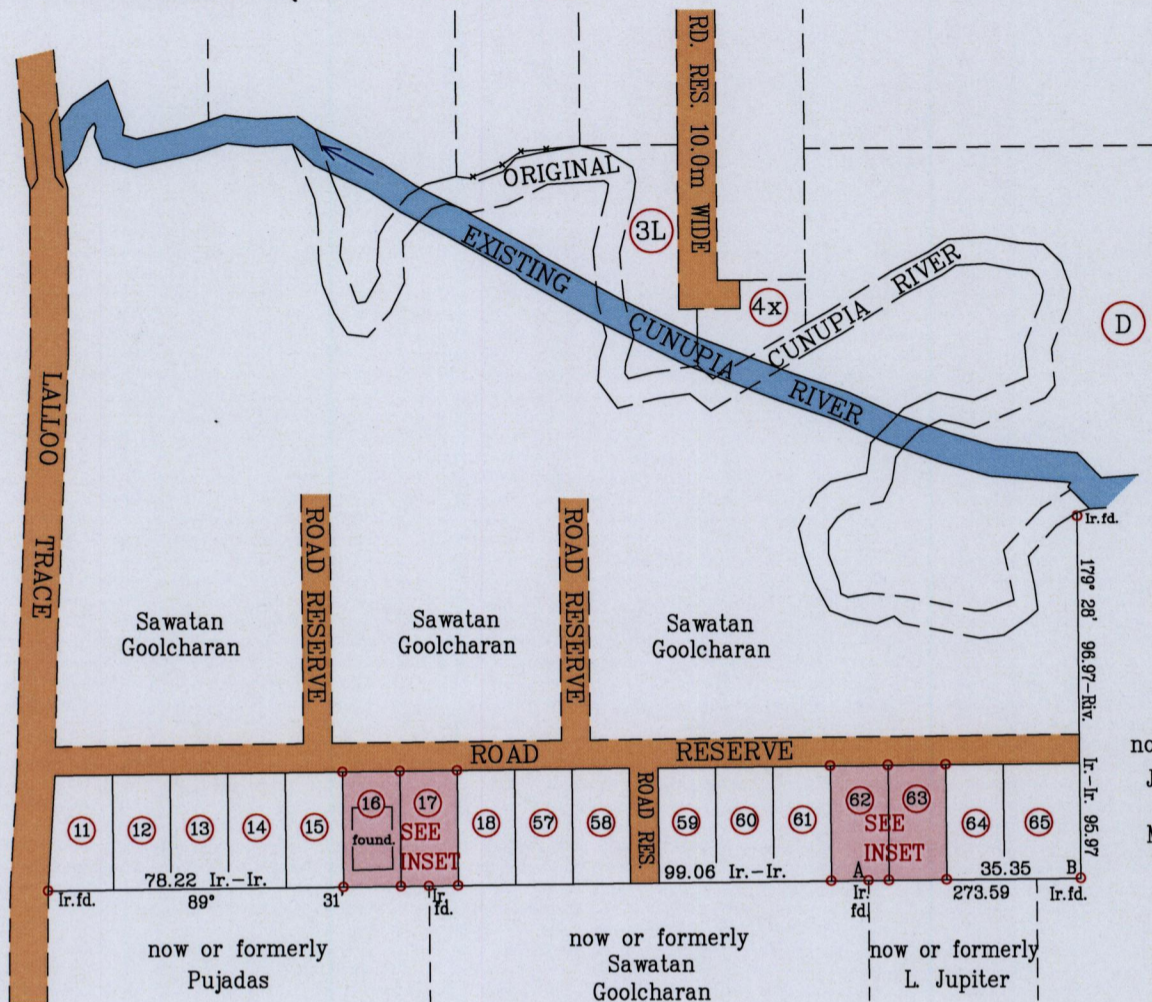 RD. RES. 10.0m WIDE
ORIGINAL
3L
EXISTING CUNUPIA RIVER
4x
CUNUPIA RIVER
D
LALLOO TRACE
ROAD RESERVE
ROAD RESERVE
Ir.fd.
179° 28' 96.97-Riv. Ir.-Ir. 95.97
Sawatan
Goolcharan
Sawatan
Goolcharan
Sawatan
Goolcharan
ROAD RESERVE
no
J
M
11
12
13
14
15
16
found.
17
SEE
INSET
18
57
58
ROAD RES.
59
60
61
62
63
SEE
INSET
64
65
78.22 Ir.-Ir.
99.06 Ir.-Ir.
A
35.35
B
Ir.fd.
89°
31'
Ir.
fd.
Ir.
fd.
273.59
Ir.fd.
now or formerly
Pujadas
now or formerly
Sawatan
Goolcharan
now or formerly
L. Jupiter